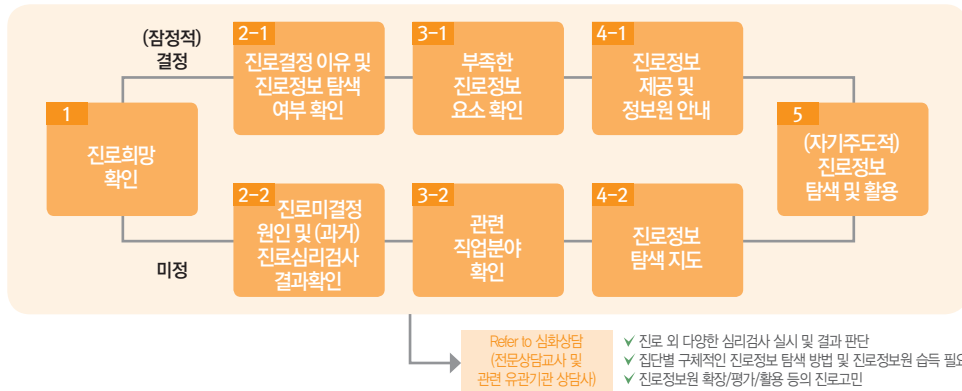 (잠정적)
결정
1
진로희망
확인
미정
2-1
진로결정 이유 및
진로정보 탐색
여부 확인
3-1
부족한
진로정보
요소 확인
4-1
진로정보
제공 및
정보원 안내
2-2
진로미결정
원인 및 (과거)
진로심리검사
결과확인
3-2
관련
직업분야
확인
4-2
진로정보
탐색 지도
5
(자기주도적)
진로정보
탐색 및 활용
Refer to 심화상담
(전문상담교사 및
관련 유관기관 상담사)
✓ 진로 외 다양한 심리검사 실시 및 결과 판단
✓ 집단별 구체적인 진로정보 탐색 방법 및 진로정보원 습득 필요
✓ 진로정보원 확장/평가/활용 등의 진로고민